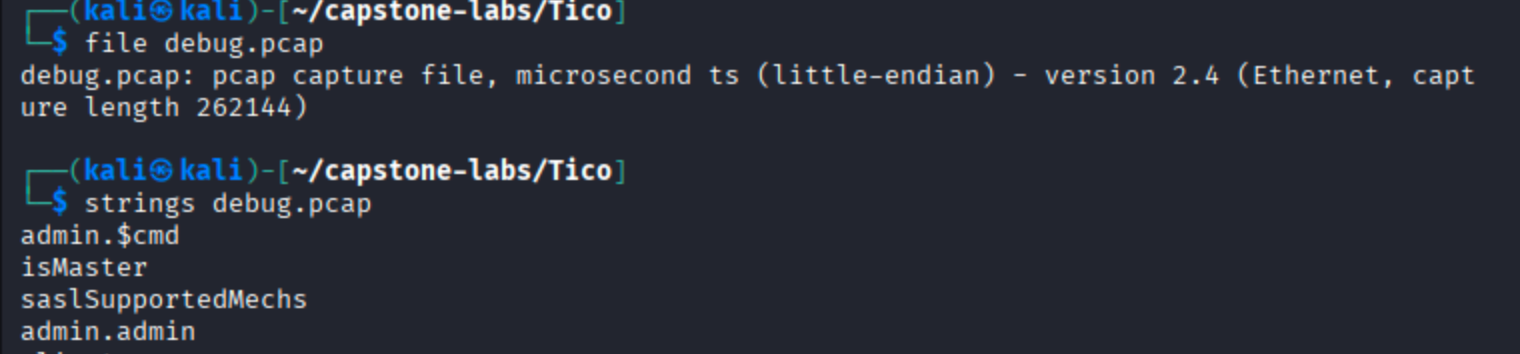 ┌──(kali㉿kali)-[~/capstone-labs/Tico]
└─$ file debug.pcap
debug.pcap: pcap capture file, microsecond ts (little-endian) - version 2.4 (Ethernet, capt
ure length 262144)
┌──(kali㉿kali)-[~/capstone-labs/Tico]
└─$ strings debug.pcap
admin.$cmd
isMaster
saslSupportedMechs
admin.admin